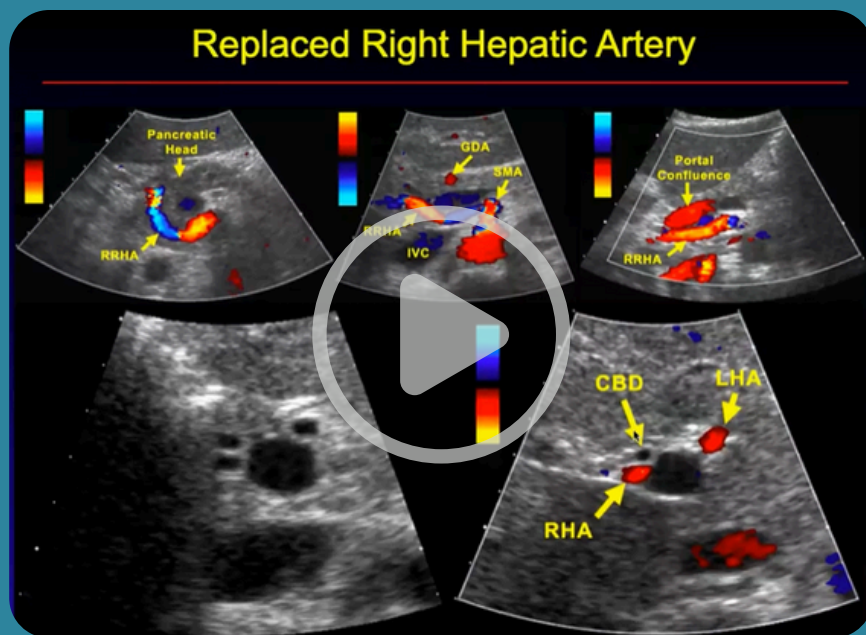 Replaced Right Hepatic Artery
Pancreatic
Head
RRHA
GDA
SMA
RRHA
IVC
Portal
Confluence
RRHA
CBD
LHA
RHA